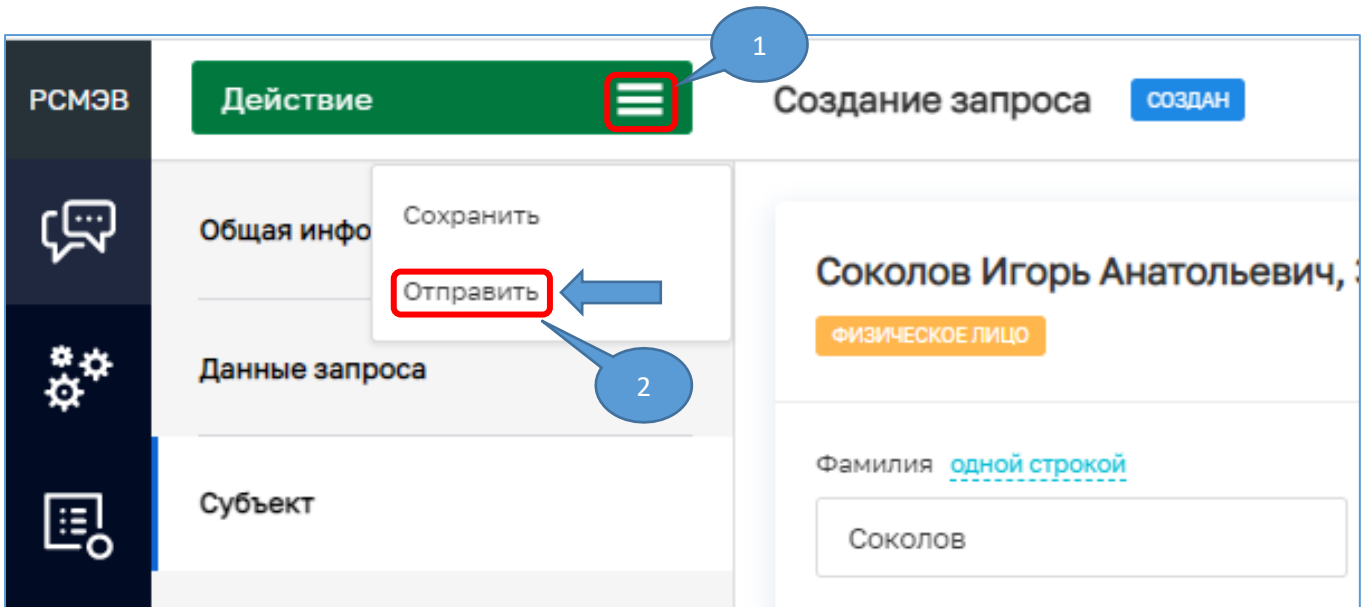 1
РСМЭВ
Действие
Создание запроса
СОЗДАН
Сохранить
Общая инфо
Отправить
Соколов Игорь Анатольевич,
ФИЗИЧЕСКОЕ ЛИЦО
Данные запроса
2
Фамилия одной строкой
Субъект
Соколов